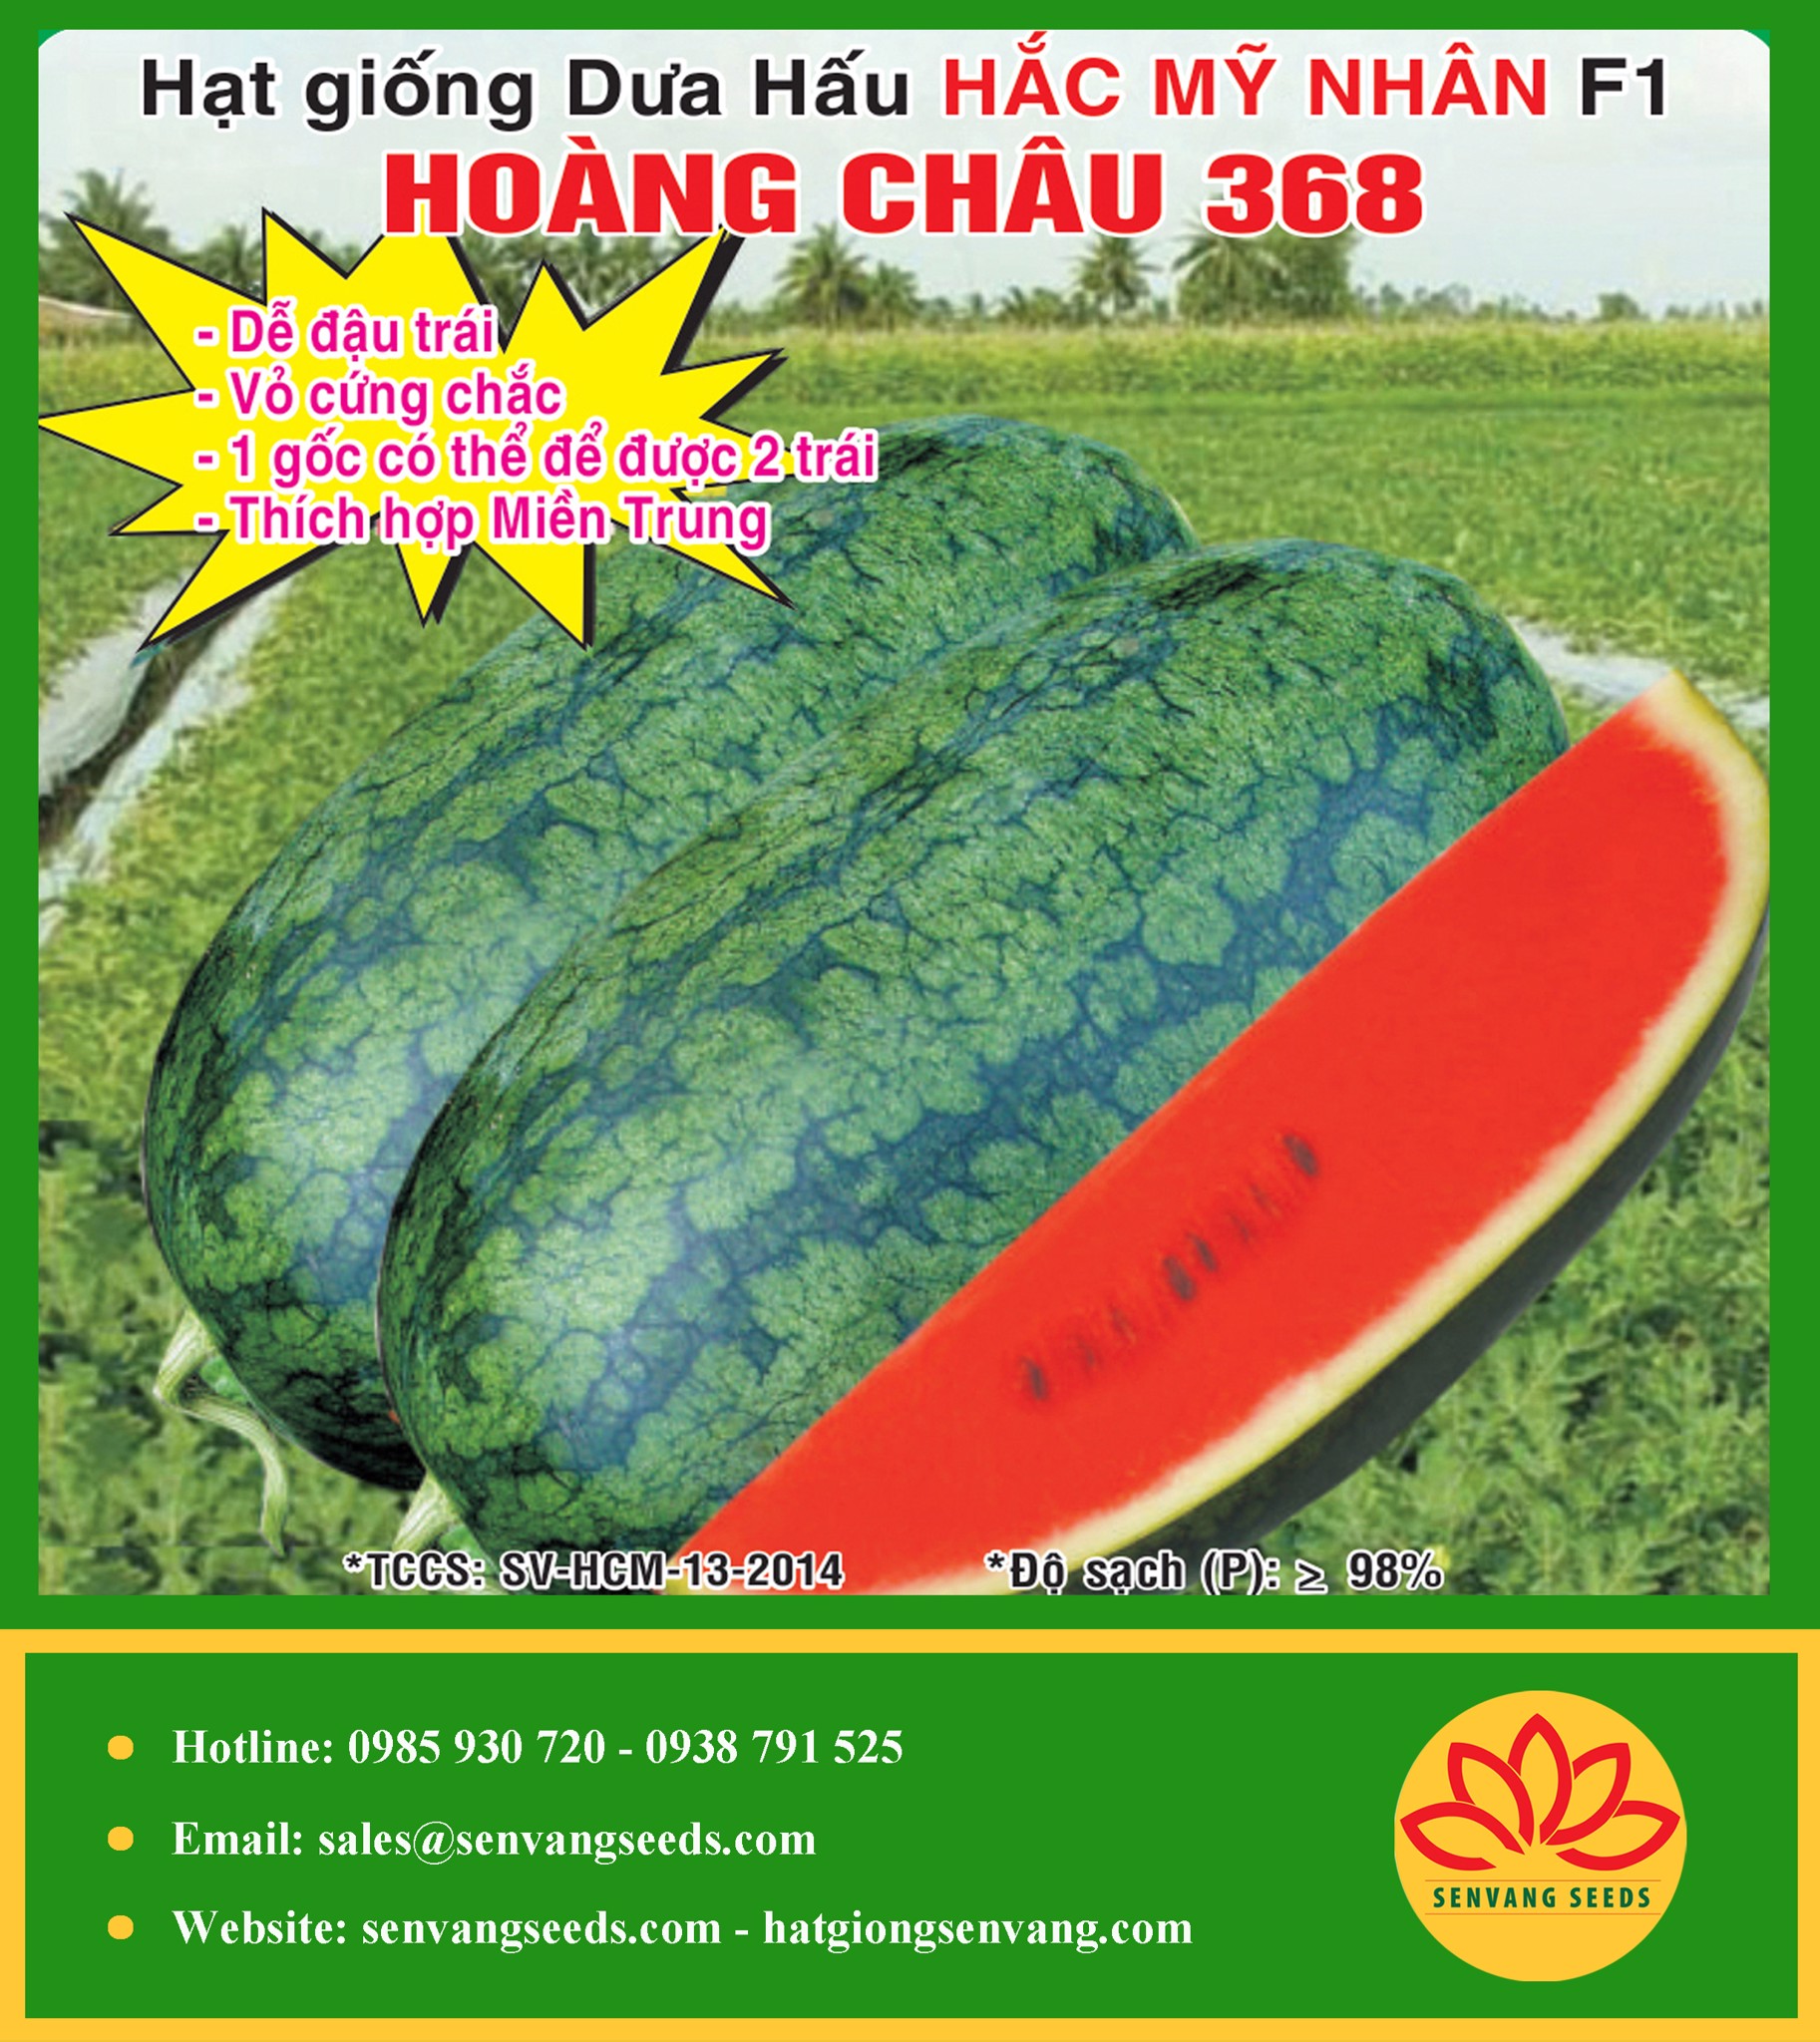 Hạt giống Dưa Hấu HẮC MỸ NHÂN F1
HOÀNG CHÂU 368
- Dễ đậu trái
- Vỏ cứng chắc
- 1 gốc có thể để được 2 trái
- Thích hợp Miền Trung
*TCCS: SV-HCM-13-2014 *Độ sạch (P): ≥ 98%
Hotline: 0985 930 720 - 0938 791 525
Email: sales@senvangseeds.com
Website: senvangseeds.com - hatgiongsenvang.com
SENVANG SEEDS